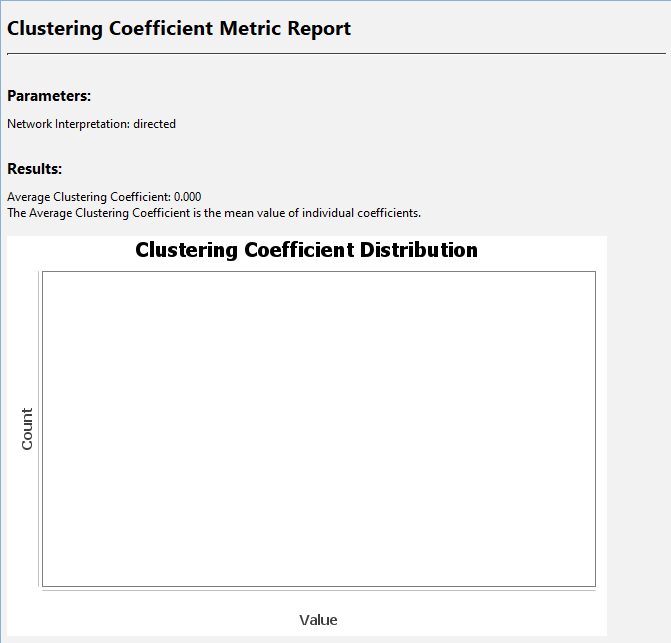 Clustering Coefficient Metric Report
Parameters:
Network Interpretation: directed
Results:
Average Clustering Coefficient: 0.000
The Average Clustering Coefficient is the mean value of individual coefficients.
Clustering Coefficient Distribution
Count
Value